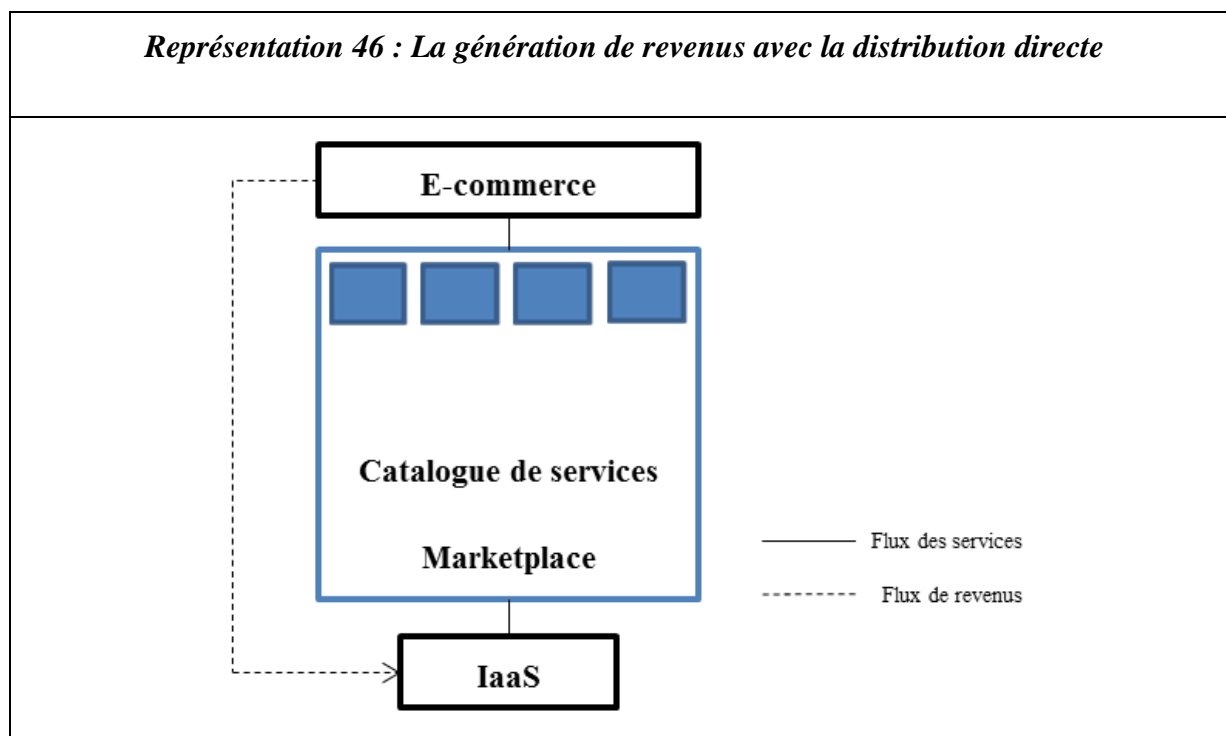 Représentation 46 : La génération de revenus avec la distribution directe
E-commerce
Catalogue de services
Marketplace
Flux des services
Flux de revenus
IaaS